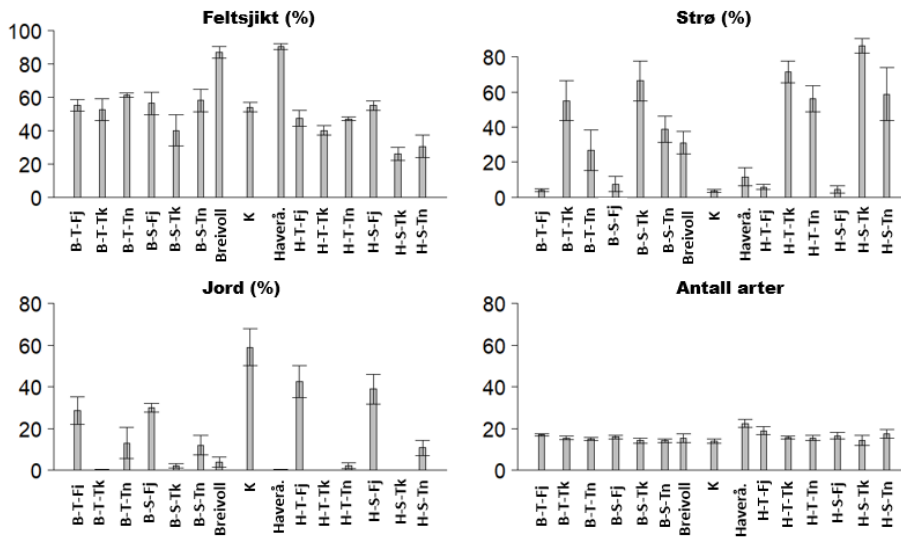 Feltsjikt (%)
100
80
60
40
20
0
B-T-Fj
B-T-Tk
B-T-Tn
B-S-Fj
B-S-Tk
B-S-Tn
Breivoll
K
Haverå.
H-T-Fj
H-T-Tk
H-T-Tn
H-S-Fj
H-S-Tk
H-S-Tn
Strø (%)
80
60
40
20
0
B-T-Fj
B-T-Tk
B-T-Tn
B-S-Fj
B-S-Tk
B-S-Tn
Breivoll
K
Haverå.
H-T-Fj
H-T-Tk
H-T-Tn
H-S-Fj
H-S-Tk
H-S-Tn
Jord (%)
80
60
40
20
0
B-T-Fj
B-T-Tk
B-T-Tn
B-S-Fj
B-S-Tk
B-S-Tn
Breivoll
K
Haverå.
H-T-Fj
H-T-Tk
H-T-Tn
H-S-Fj
H-S-Tk
H-S-Tn
Antall arter
80
60
40
20
0
B-T-Fj
B-T-Tk
B-T-Tn
B-S-Fj
B-S-Tk
B-S-Tn
Breivoll
K
Haverå.
H-T-Fj
H-T-Tk
H-T-Tn
H-S-Fj
H-S-Tk
H-S-Tn